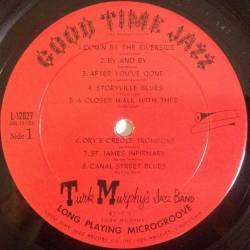 GOOD TIME JAZZ
1. DOWN BY THE RIVERSIDE
2. BY AND BY
3. AFTER YOU'VE GONE
4. STORYVILLE BLUES
5. A CLOSER WALK WITH THEE
L-12027
Side 1
6. ORY'S CREOLE TROMBONE
7. ST. JAMES INFIRMARY
8. CANAL STREET BLUES
Turk Murphy's Jazz Band
LONG PLAYING MICROGROOVE